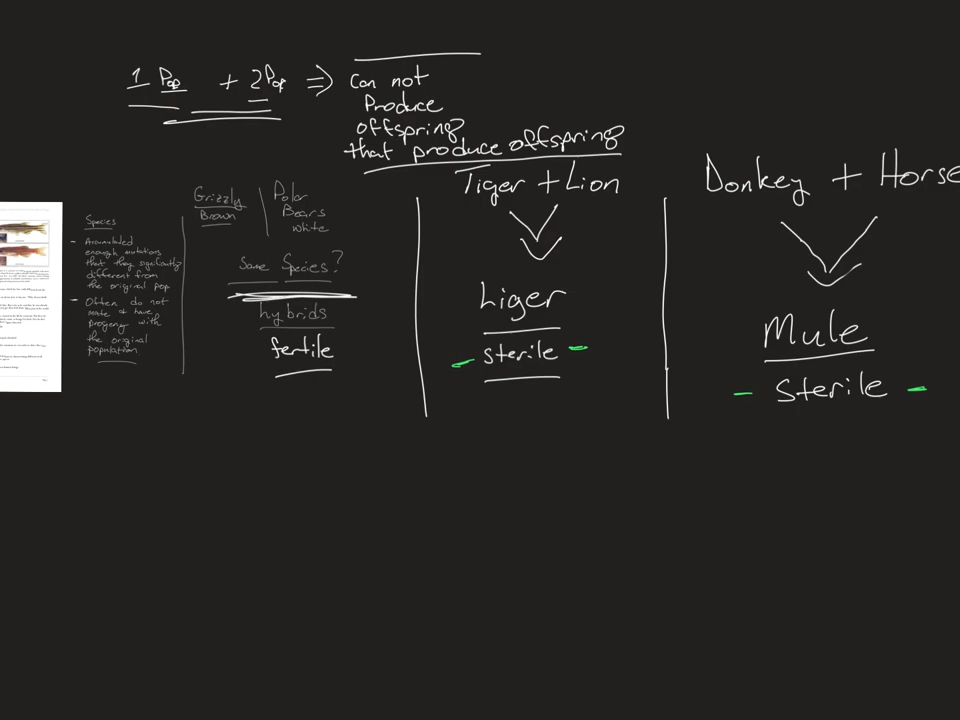 1 Pop + 2 Pop ⇒
Can not
Produce
offspring
that produce offspring
Species
- Accumulated
enough mutations
that they significantly
different from
the original pop
- Often do not
mate or have
progeny with
the original
population
Grizzly
Brown
Polar
Bears
white
Same Species?
hybrids
fertile
Tiger + Lion
Liger
- sterile -
Donkey + Horse
Mule
- sterile -